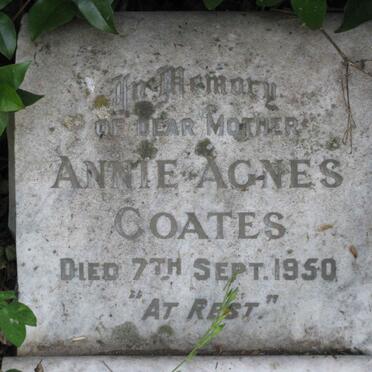 In Memory
OF DEAR MOTHER
ANNIE AGNES
COATES
DIED 7TH SEPT. 1950
"AT REST."